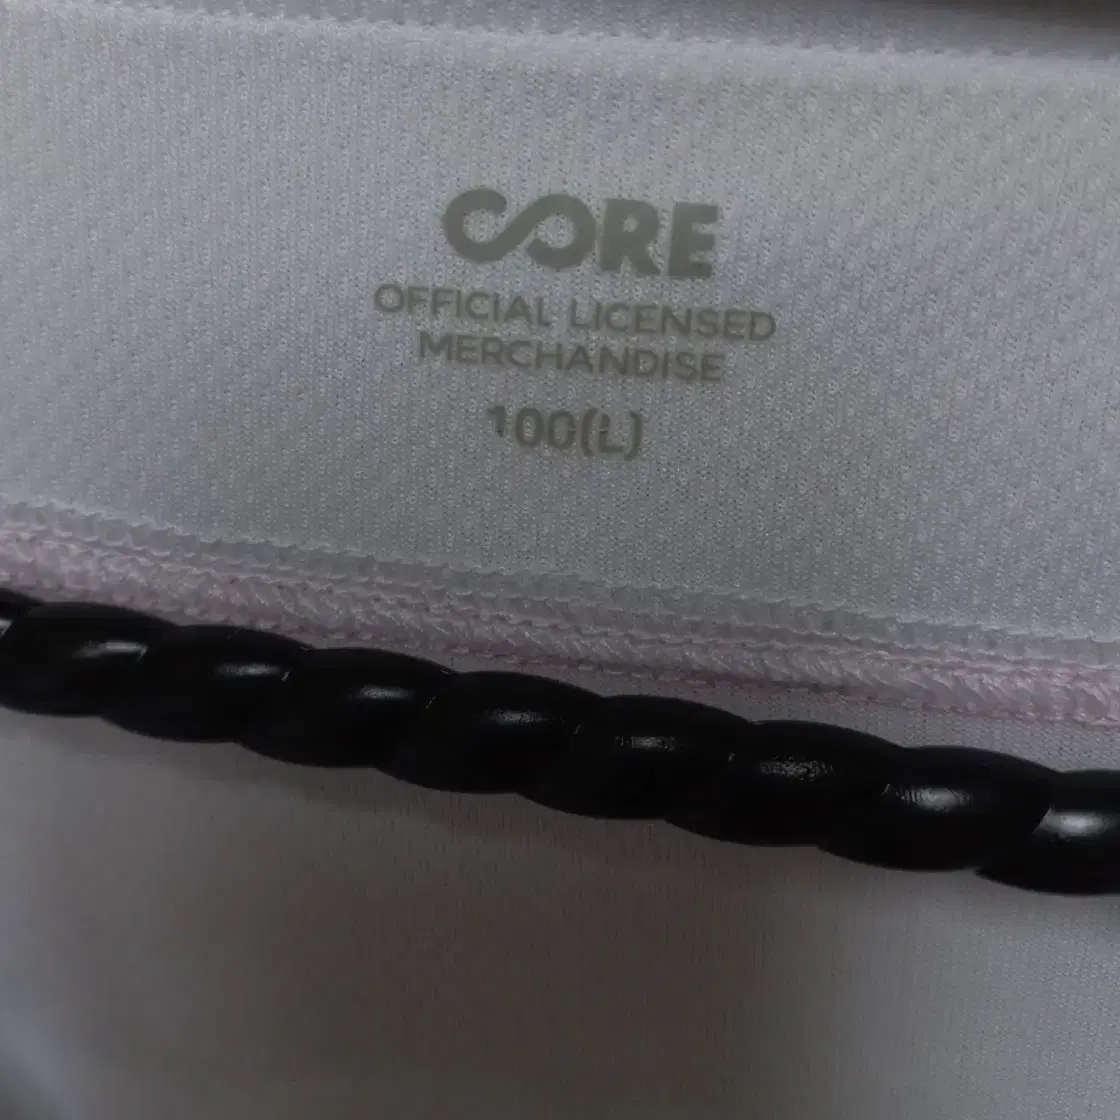 CORE
OFFICIAL LICENSED
MERCHANDISE
100(L)